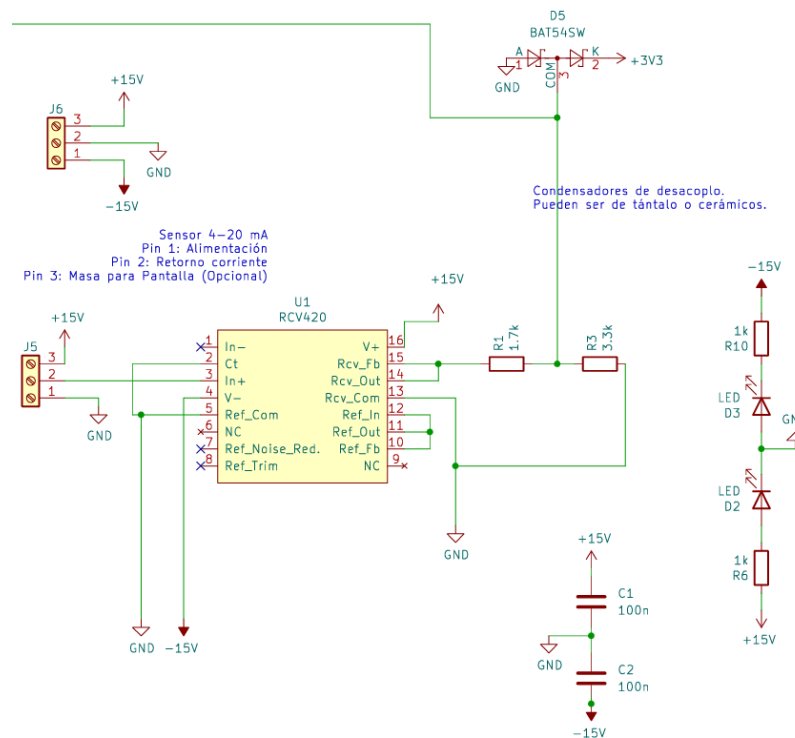 D5
BAT54SW
A
K
1
2
COM
3
GND
+3V3
+15V
J6
3
2
1
GND
-15V
Condensadores de desacoplo.
Pueden ser de tántalo o cerámicos.
Sensor 4-20 mA
Pin 1: Alimentación
Pin 2: Retorno corriente
Pin 3: Masa para Pantalla (Opcional)
+15V
J5
3
2
1
GND
U1
RCV420
1 In-
2 Ct
3 In+
4 V-
5 Ref_Com
6 NC
7 Ref_Noise_Red.
8 Ref_Trim
V+ 16
Rcv_Fb 15
Rcv_Out 14
Rcv_Com 13
Ref_In 12
Ref_Out 11
Ref_Fb 10
NC 9
+15V
R1
1.7k
R3
3.3k
GND
GND
-15V
+15V
C1
100n
GND
C2
100n
-15V
-15V
1k
R10
LED
D3
LED
D2
1k
R6
+15V